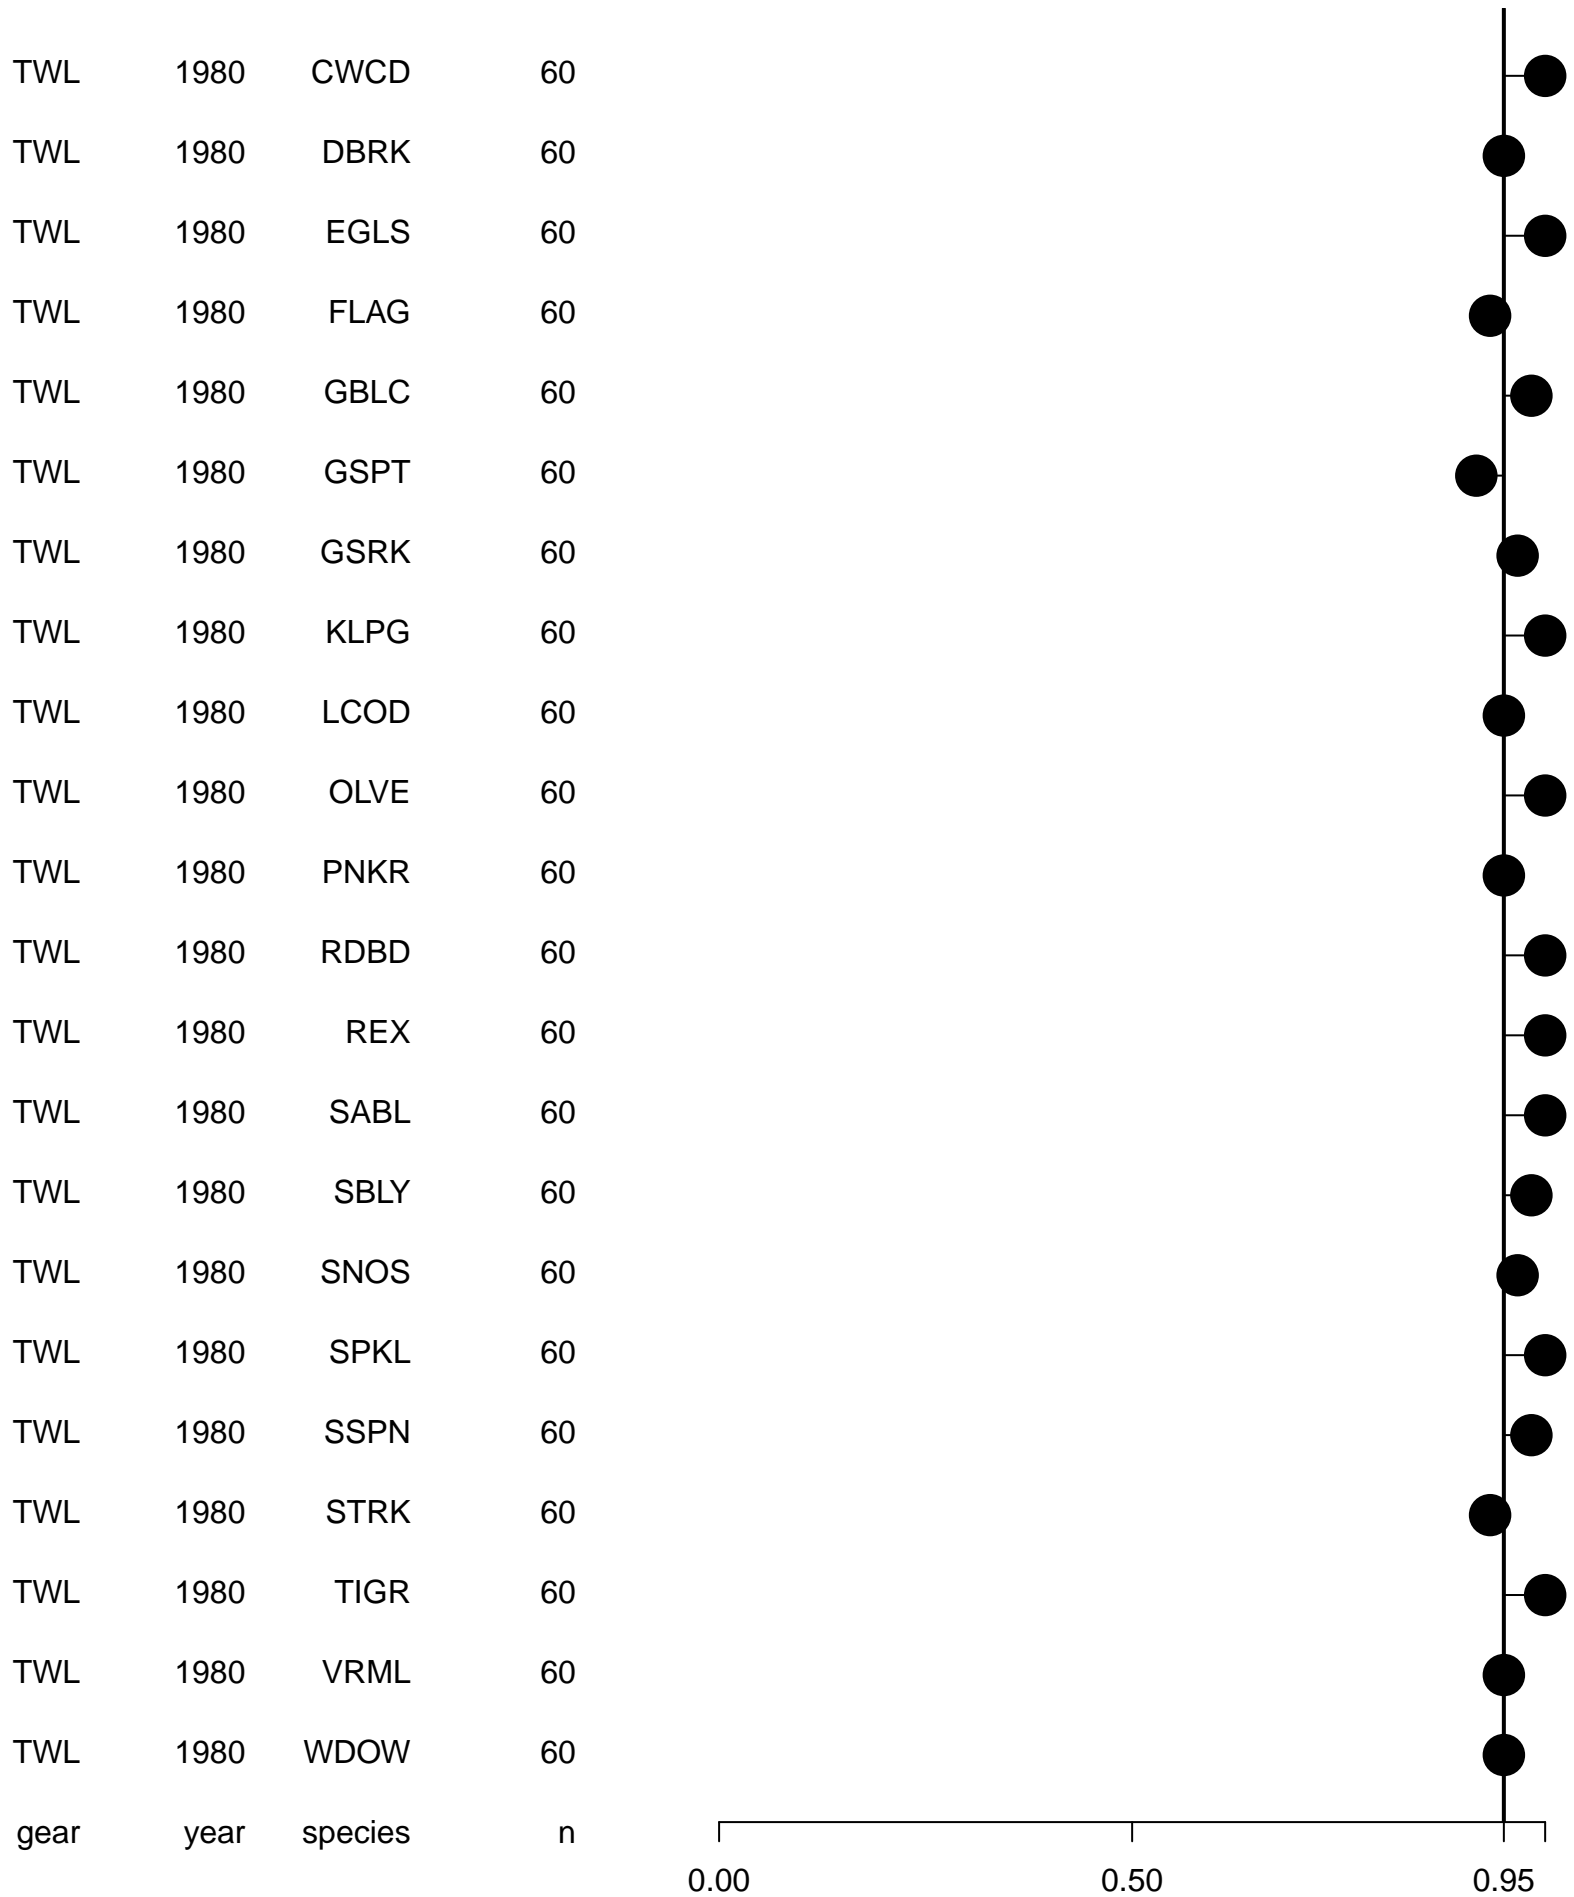 TWL 1980 CWCD 60
TWL 1980 DBRK 60
TWL 1980 EGLS 60
TWL 1980 FLAG 60
TWL 1980 GBLC 60
TWL 1980 GSPT 60
TWL 1980 GSRK 60
TWL 1980 KLPG 60
TWL 1980 LCOD 60
TWL 1980 OLVE 60
TWL 1980 PNKR 60
TWL 1980 RDBD 60
TWL 1980 REX 60
TWL 1980 SABL 60
TWL 1980 SBLY 60
TWL 1980 SNOS 60
TWL 1980 SPKL 60
TWL 1980 SSPN 60
TWL 1980 STRK 60
TWL 1980 TIGR 60
TWL 1980 VRML 60
TWL 1980 WDOW 60
gear year species n
0.00 0.50 0.95